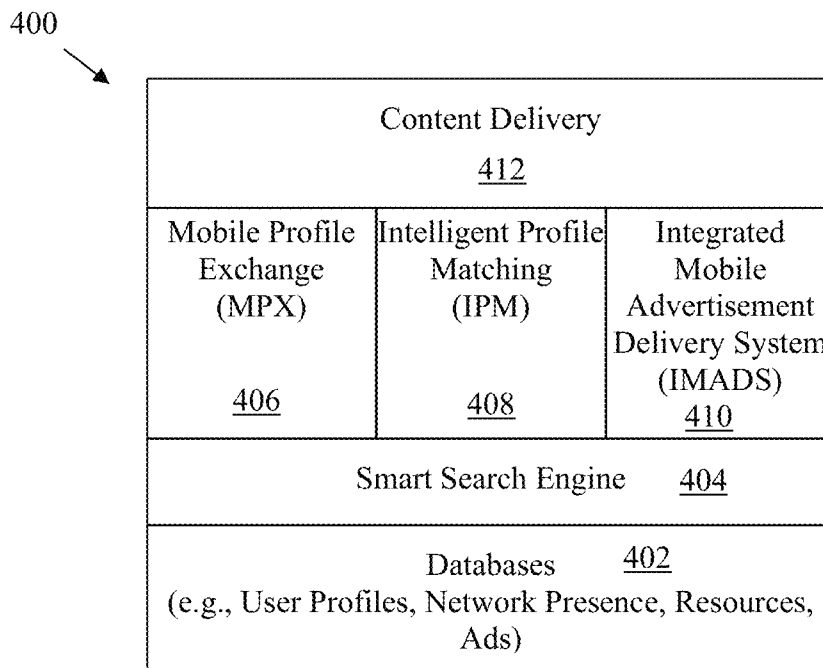 400
Content Delivery
412
Mobile Profile
Exchange
(MPX)
406
Intelligent Profile
Matching
(IPM)
408
Integrated
Mobile
Advertisement
Delivery System
(IMADS)
410
Smart Search Engine 404
Databases 402
(e.g., User Profiles, Network Presence, Resources,
Ads)